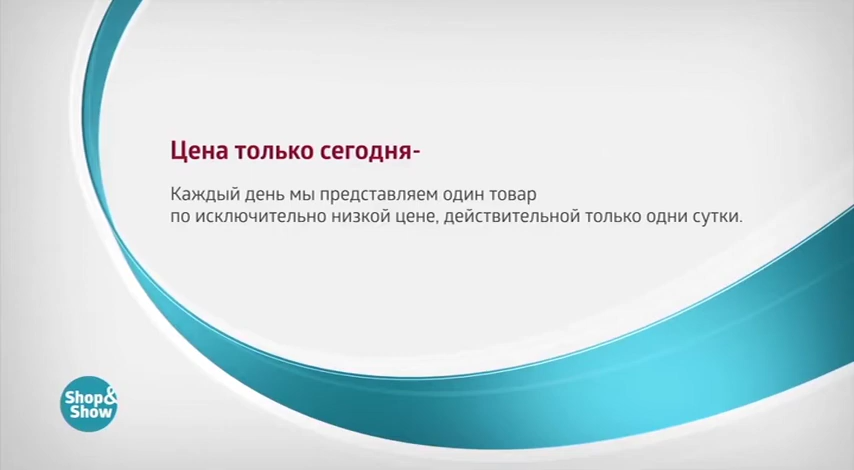 Цена только сегодня-
Каждый день мы представляем один товар
по исключительно низкой цене, действительной только одни сутки.
Shop&
Show